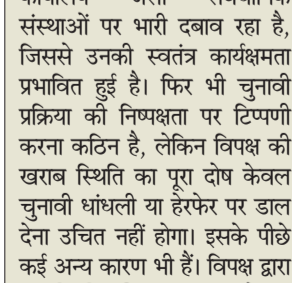 संस्थाओं पर भारी दबाव रहा है,
जिससे उनकी स्वतंत्र कार्यक्षमता
प्रभावित हुई है। फिर भी चुनावी
प्रक्रिया की निष्पक्षता पर टिप्पणी
करना कठिन है, लेकिन विपक्ष की
खराब स्थिति का पूरा दोष केवल
चुनावी धांधली या हेरफेर पर डाल
देना उचित नहीं होगा। इसके पीछे
कई अन्य कारण भी हैं। विपक्ष द्वारा